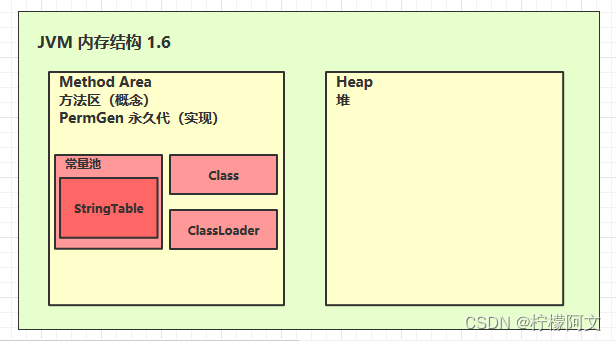 JVM 内存结构 1.6
Method Area
方法区（概念）
PermGen 永久代（实现）
常量池
StringTable
Class
ClassLoader
Heap
堆
CSDN @柠檬阿文